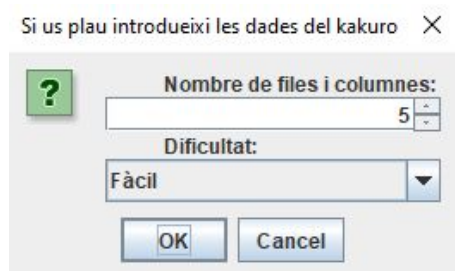 Si us plau introdueixi les dades del kakuro
?
Nombre de files i columnes:
5
Dificultat:
Fàcil
OK Cancel